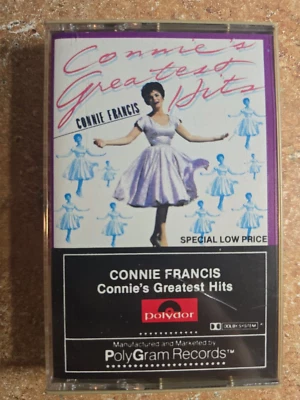 Connie's
Greatest
Hits
CONNIE FRANCIS
SPECIAL LOW PRICE
CONNIE FRANCIS
Connie's Greatest Hits
polydor
DOLBY SYSTEM
Manufactured and Marketed by
PolyGram Records™